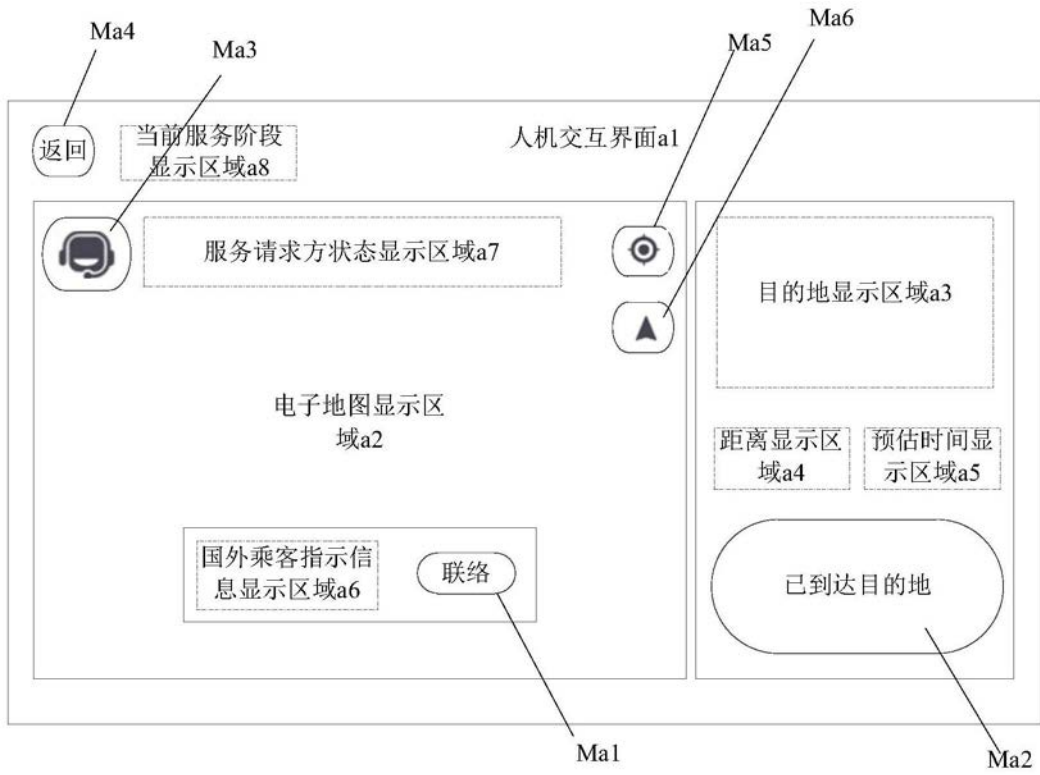 Ma6
Ma4
Ma5
Ma3
返回
当前服务阶段
显示区域a8
人机交互界面a1
服务请求方状态显示区域a7
目的地显示区域a3
电子地图显示区
域a2
距离显示区
域a4
预估时间显
示区域a5
国外乘客指示信
息显示区域a6
联络
已到达目的地
Ma1
Ma2